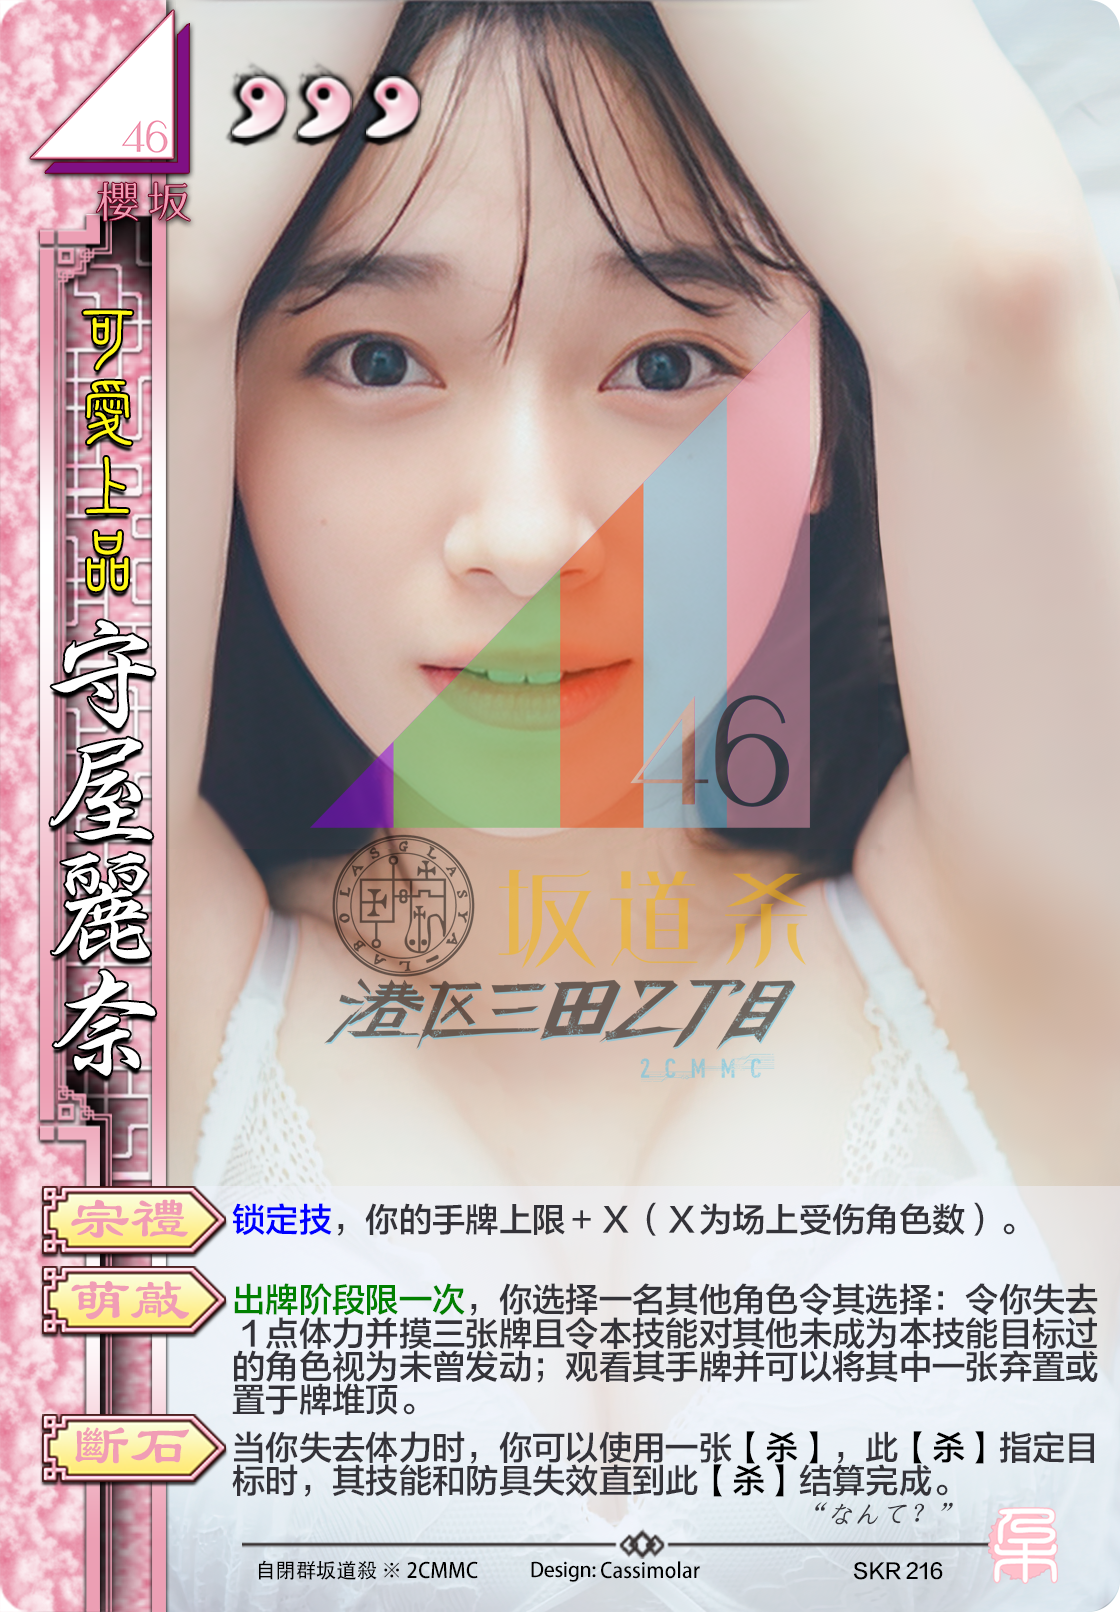 46
櫻坂
可愛上品
守屋麗奈
46
GLASYA-LABOLAS
坂道杀
港区三田乙丁目
2CMMC
宗禮
锁定技，你的手牌上限＋Ｘ（Ｘ为场上受伤角色数）。
萌敲
出牌阶段限一次，你选择一名其他角色令其选择：令你失去
１点体力并摸三张牌且令本技能对其他未成为本技能目标过
的角色视为未曾发动；观看其手牌并可以将其中一张弃置或
置于牌堆顶。
斷石
当你失去体力时，你可以使用一张【杀】，此【杀】指定目
标时，其技能和防具失效直到此【杀】结算完成。
“なんて？”
自閉群坂道殺 ※ 2CMMC Design: Cassimolar SKR 216